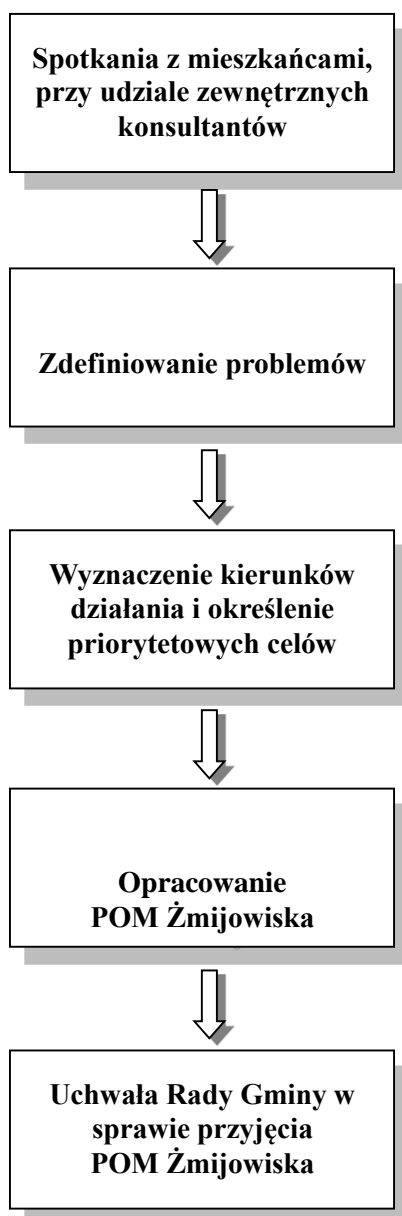 Spotkania z mieszkańcami,
przy udziale zewnętrznych
konsultantów
Zdefiniowanie problemów
Wyznaczenie kierunków
działania i określenie
priorytetowych celów
Opracowanie
POM Żmijowiska
Uchwała Rady Gminy w
sprawie przyjęcia
POM Żmijowiska